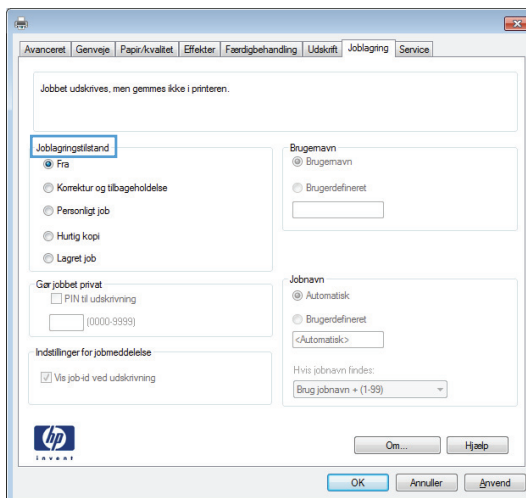 Avanceret Genveje Papir/kvalitet Effekter Færdigbehandling Udskrift Joblagring Service
Jobbet udskrives, men gemmes ikke i printeren.
Joblagringstilstand
Fra
Korrektur og tilbageholdelse
Personligt job
Hurtig kopi
Lagret job
Brugernavn
Brugernavn
Brugerdefineret
Gør jobbet privat
PIN til udskrivning
(0000-9999)
Jobnavn
Automatisk
Brugerdefineret
<Automatisk>
Hvis jobnavn findes:
Brug jobnavn + (1-99)
Indstillinger for jobmeddelelse
Vis job-id ved udskrivning
hp
invent
Om... Hjælp
OK Annuller Anvend